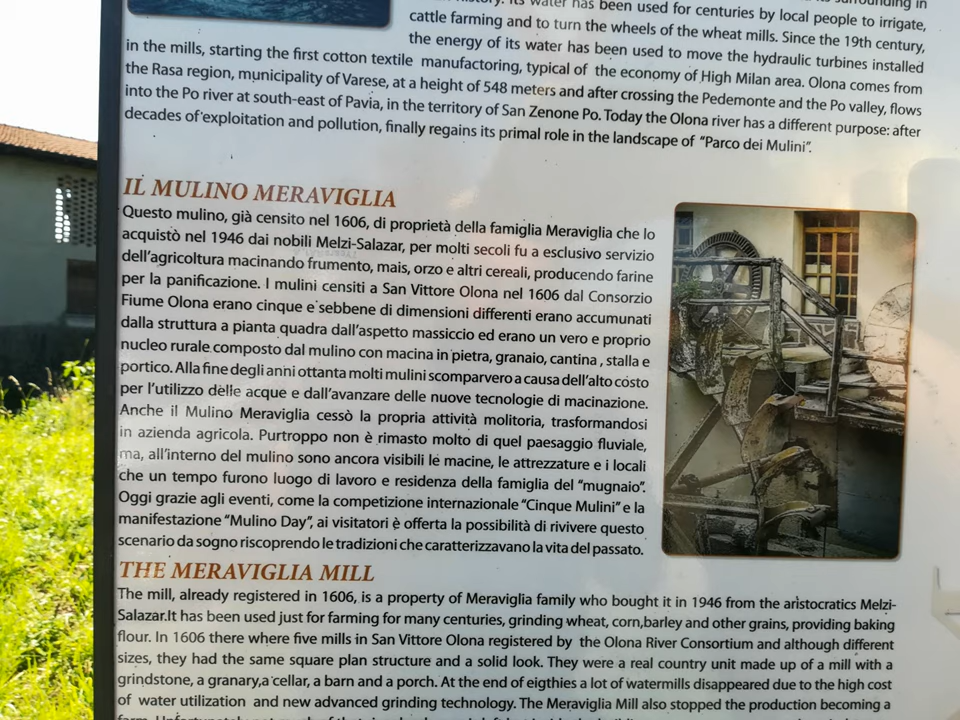 history. Its water has been used for centuries by local people to irrigate,
cattle farming and to turn the wheels of the wheat mills. Since the 19th century,
the energy of its water has been used to move the hydraulic turbines installed
in the mills, starting the first cotton textile manufactoring, typical of the economy of High Milan area. Olona comes from
the Rasa region, municipality of Varese, at a height of 548 meters and after crossing the Pedemonte and the Po valley, flows
into the Po river at south-east of Pavia, in the territory of San Zenone Po. Today the Olona river has a different purpose: after
decades of exploitation and pollution, finally regains its primal role in the landscape of "Parco dei Mulini".
IL MULINO MERAVIGLIA
Questo mulino, già censito nel 1606, di proprietà della famiglia Meraviglia che lo
acquistò nel 1946 dai nobili Melzi-Salazar, per molti secoli fu a esclusivo servizio
dell'agricoltura macinando frumento, mais, orzo e altri cereali, producendo farine
per la panificazione. I mulini censiti a San Vittore Olona nel 1606 dal Consorzio
Fiume Olona erano cinque e sebbene di dimensioni differenti erano accumunati
dalla struttura a pianta quadra dall'aspetto massiccio ed erano un vero e proprio
nucleo rurale composto dal mulino con macina in pietra, granaio, cantina , stalla e
portico. Alla fine degli anni ottanta molti mulini scomparvero a causa dell'alto costo
per l'utilizzo delle acque e dall'avanzare delle nuove tecnologie di macinazione.
Anche il Mulino Meraviglia cessò la propria attività molitoria, trasformandosi
in azienda agricola. Purtroppo non è rimasto molto di quel paesaggio fluviale,
ma, all'interno del mulino sono ancora visibili le macine, le attrezzature e i locali
che un tempo furono luogo di lavoro e residenza della famiglia del "mugnaio".
Oggi grazie agli eventi, come la competizione internazionale "Cinque Mulini" e la
manifestazione "Mulino Day", ai visitatori è offerta la possibilità di rivivere questo
scenario da sogno riscoprendo le tradizioni che caratterizzavano la vita del passato.
THE MERAVIGLIA MILL
The mill, already registered in 1606, is a property of Meraviglia family who bought it in 1946 from the aristocratics Melzi-
Salazar.It has been used just for farming for many centuries, grinding wheat, corn,barley and other grains, providing baking
flour. In 1606 there where five mills in San Vittore Olona registered by the Olona River Consortium and although different
sizes, they had the same square plan structure and a solid look. They were a real country unit made up of a mill with a
grindstone, a granary,a cellar, a barn and a porch. At the end of eigthies a lot of watermills disappeared due to the high cost
of water utilization and new advanced grinding technology. The Meraviglia Mill also stopped the production becoming a